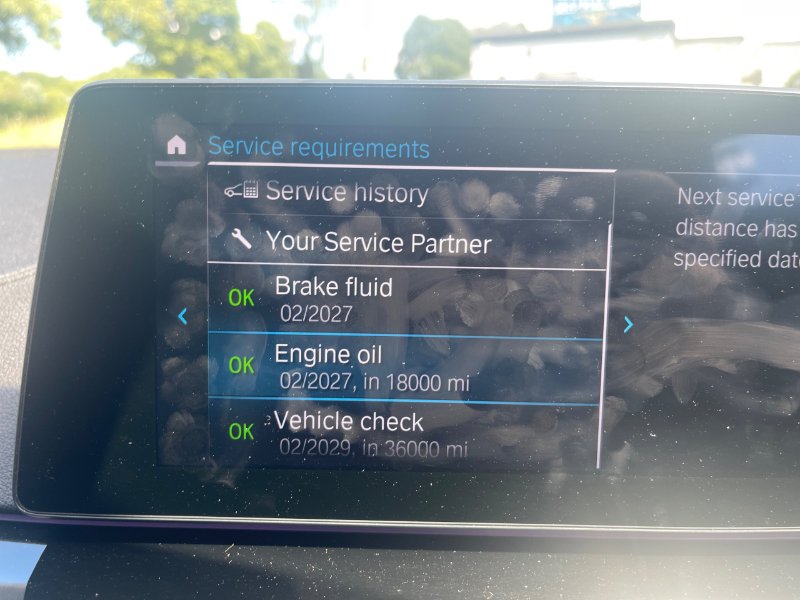 Service requirements
Service history
Your Service Partner
OK Brake fluid
02/2027
OK Engine oil
02/2027, in 18000 mi
OK Vehicle check
02/2029, in 36000 mi
Next service
distance has
specified